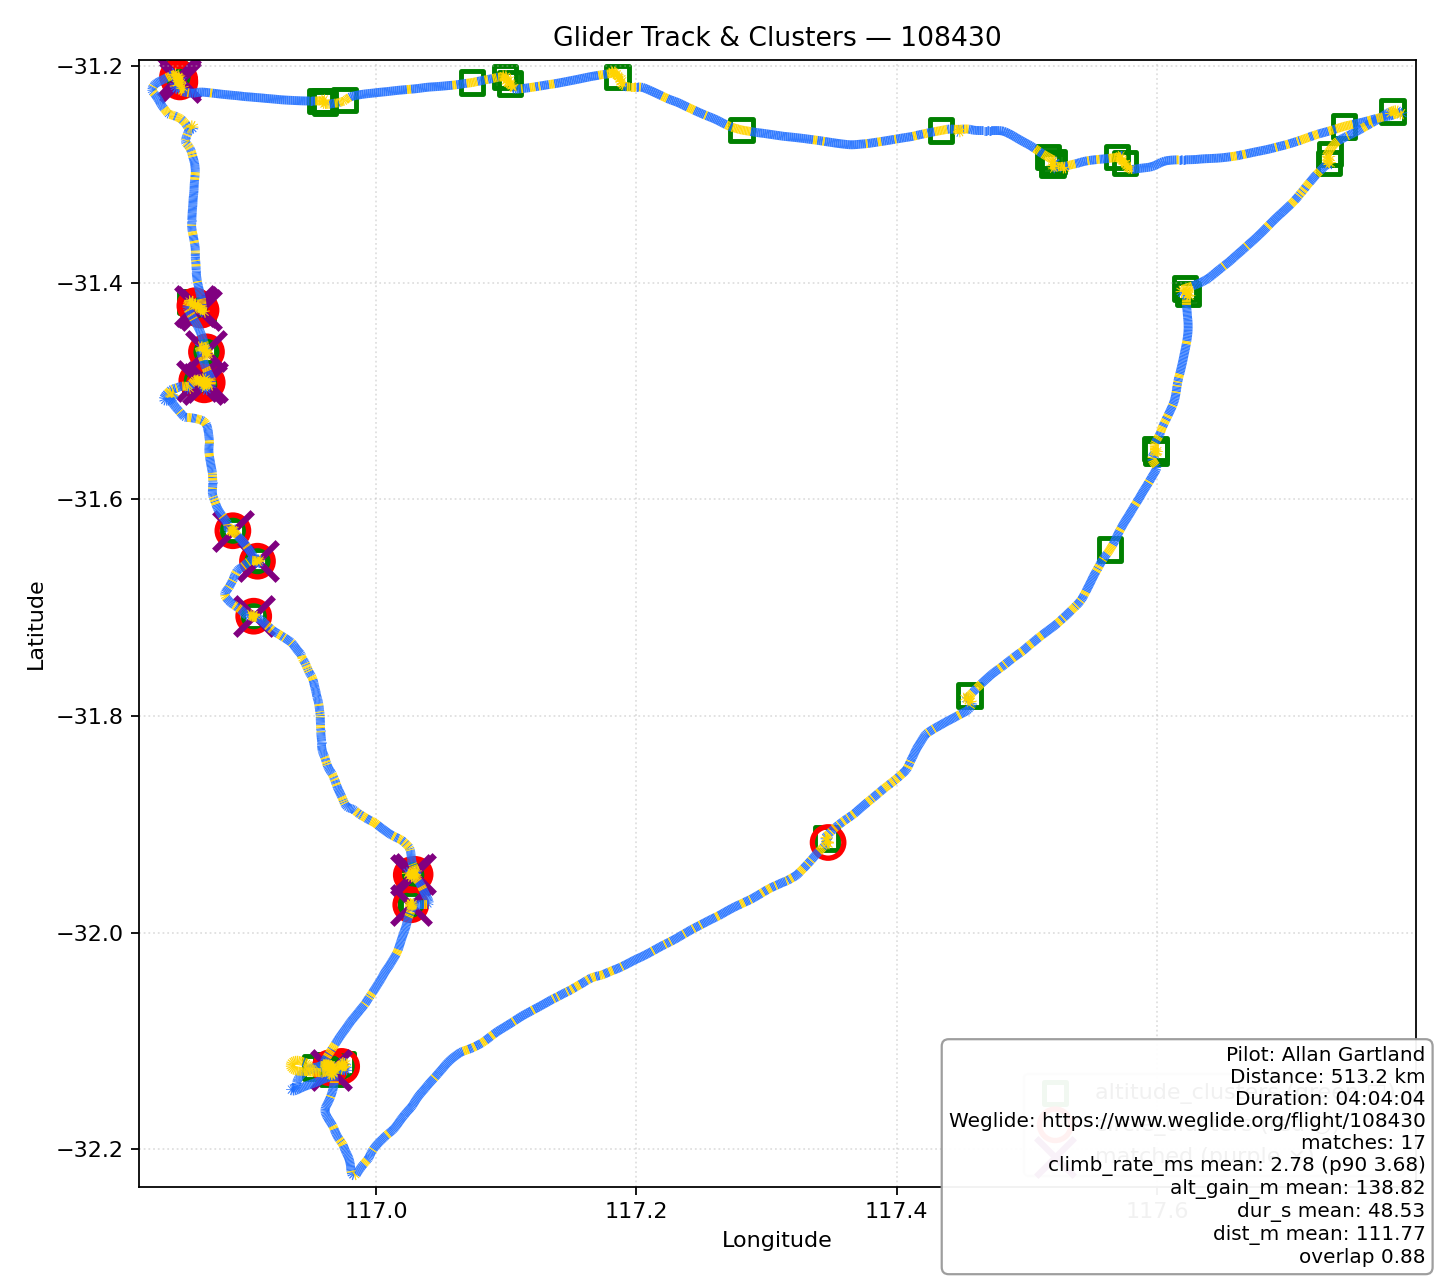 Glider Track & Clusters — 108430
−31.2
−31.4
−31.6
−31.8
−32.0
−32.2
Latitude
117.0
117.2
117.4
117.6
Longitude
altitude_clusters
matched (purple
Pilot: Allan Gartland
Distance: 513.2 km
Duration: 04:04:04
Weglide: https://www.weglide.org/flight/108430
matches: 17
climb_rate_ms mean: 2.78 (p90 3.68)
alt_gain_m mean: 138.82
dur_s mean: 48.53
dist_m mean: 111.77
overlap 0.88